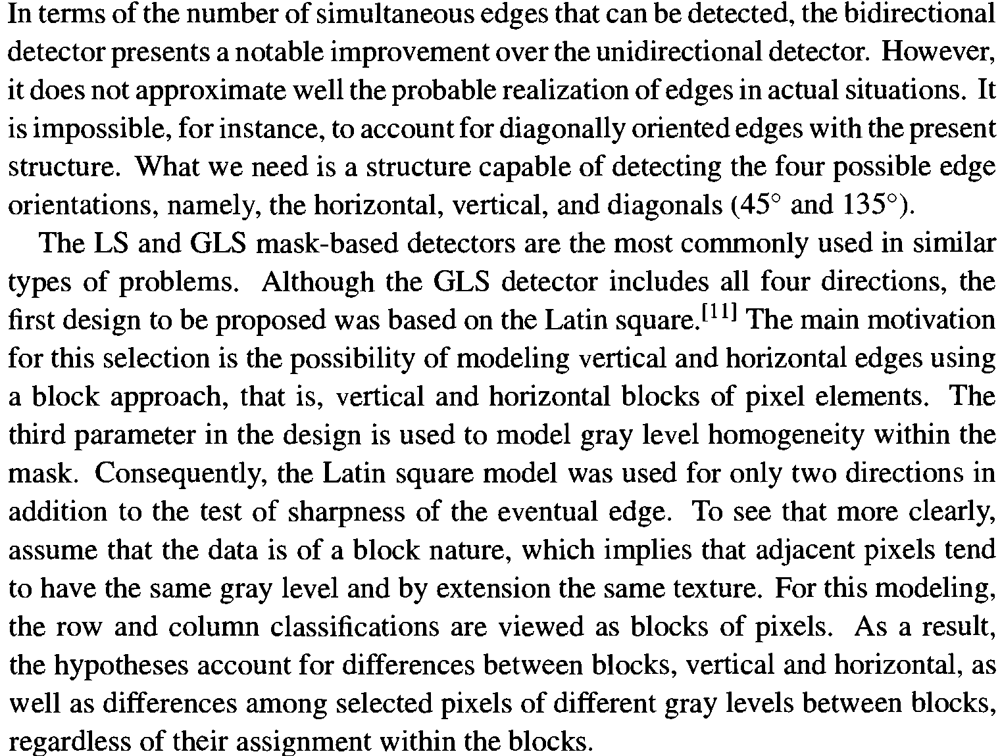 In terms of the number of simultaneous edges that can be detected, the bidirectional
detector presents a notable improvement over the unidirectional detector. However,
it does not approximate well the probable realization of edges in actual situations. It
is impossible, for instance, to account for diagonally oriented edges with the present
structure. What we need is a structure capable of detecting the four possible edge
orientations, namely, the horizontal, vertical, and diagonals (45° and 135°).
The LS and GLS mask-based detectors are the most commonly used in similar
types of problems. Although the GLS detector includes all four directions, the
first design to be proposed was based on the Latin square.[11] The main motivation
for this selection is the possibility of modeling vertical and horizontal edges using
a block approach, that is, vertical and horizontal blocks of pixel elements. The
third parameter in the design is used to model gray level homogeneity within the
mask. Consequently, the Latin square model was used for only two directions in
addition to the test of sharpness of the eventual edge. To see that more clearly,
assume that the data is of a block nature, which implies that adjacent pixels tend
to have the same gray level and by extension the same texture. For this modeling,
the row and column classifications are viewed as blocks of pixels. As a result,
the hypotheses account for differences between blocks, vertical and horizontal, as
well as differences among selected pixels of different gray levels between blocks,
regardless of their assignment within the blocks.